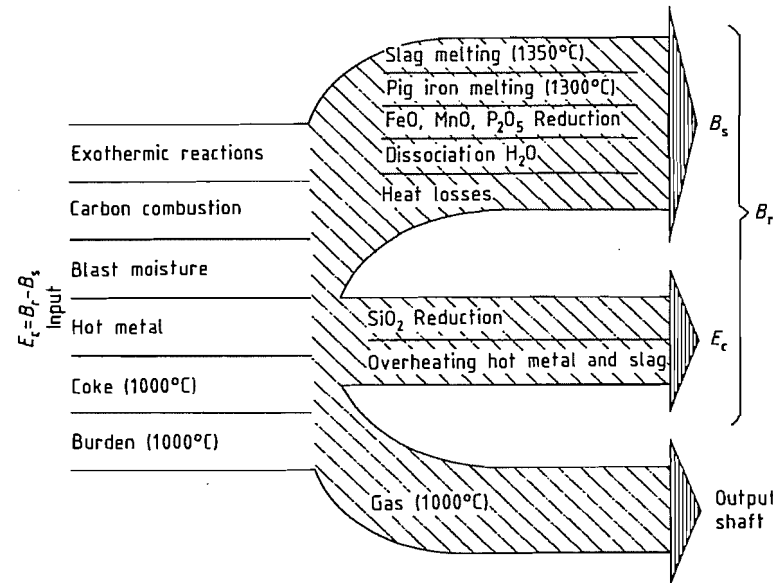 Slag melting (1350°C)
Pig iron melting (1300°C)
FeO, MnO, P₂O₅ Reduction
Dissociation H₂O
Heat losses
Bₛ
Exothermic reactions
Carbon combustion
Blast moisture
Hot metal
Coke (1000°C)
Burden (1000°C)
E꜀ = Bᵣ - Bₛ
Input
SiO₂ Reduction
Overheating hot metal and slag
E꜀
Bᵣ
Gas (1000°C)
Output
shaft